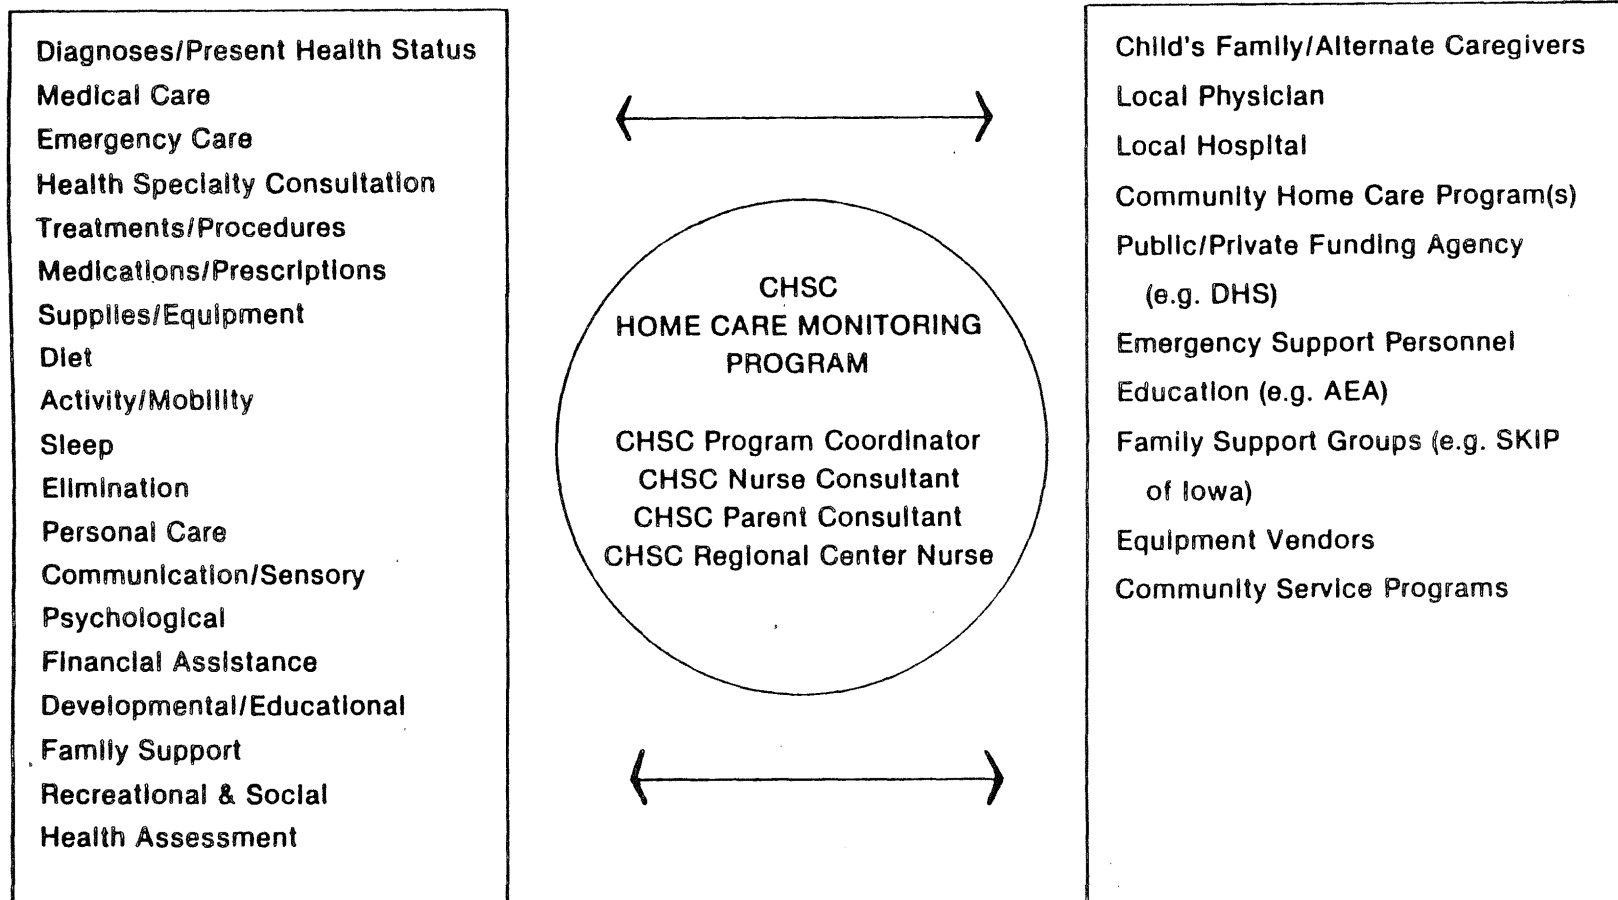 Diagnoses/Present Health Status
Medical Care
Emergency Care
Health Specialty Consultation
Treatments/Procedures
Medications/Prescriptions
Supplies/Equipment
Diet
Activity/Mobility
Sleep
Elimination
Personal Care
Communication/Sensory
Psychological
Financial Assistance
Developmental/Educational
Family Support
Recreational & Social
Health Assessment
CHSC
HOME CARE MONITORING
PROGRAM
CHSC Program Coordinator
CHSC Nurse Consultant
CHSC Parent Consultant
CHSC Regional Center Nurse
Child's Family/Alternate Caregivers
Local Physician
Local Hospital
Community Home Care Program(s)
Public/Private Funding Agency
(e.g. DHS)
Emergency Support Personnel
Education (e.g. AEA)
Family Support Groups (e.g. SKIP
of Iowa)
Equipment Vendors
Community Service Programs